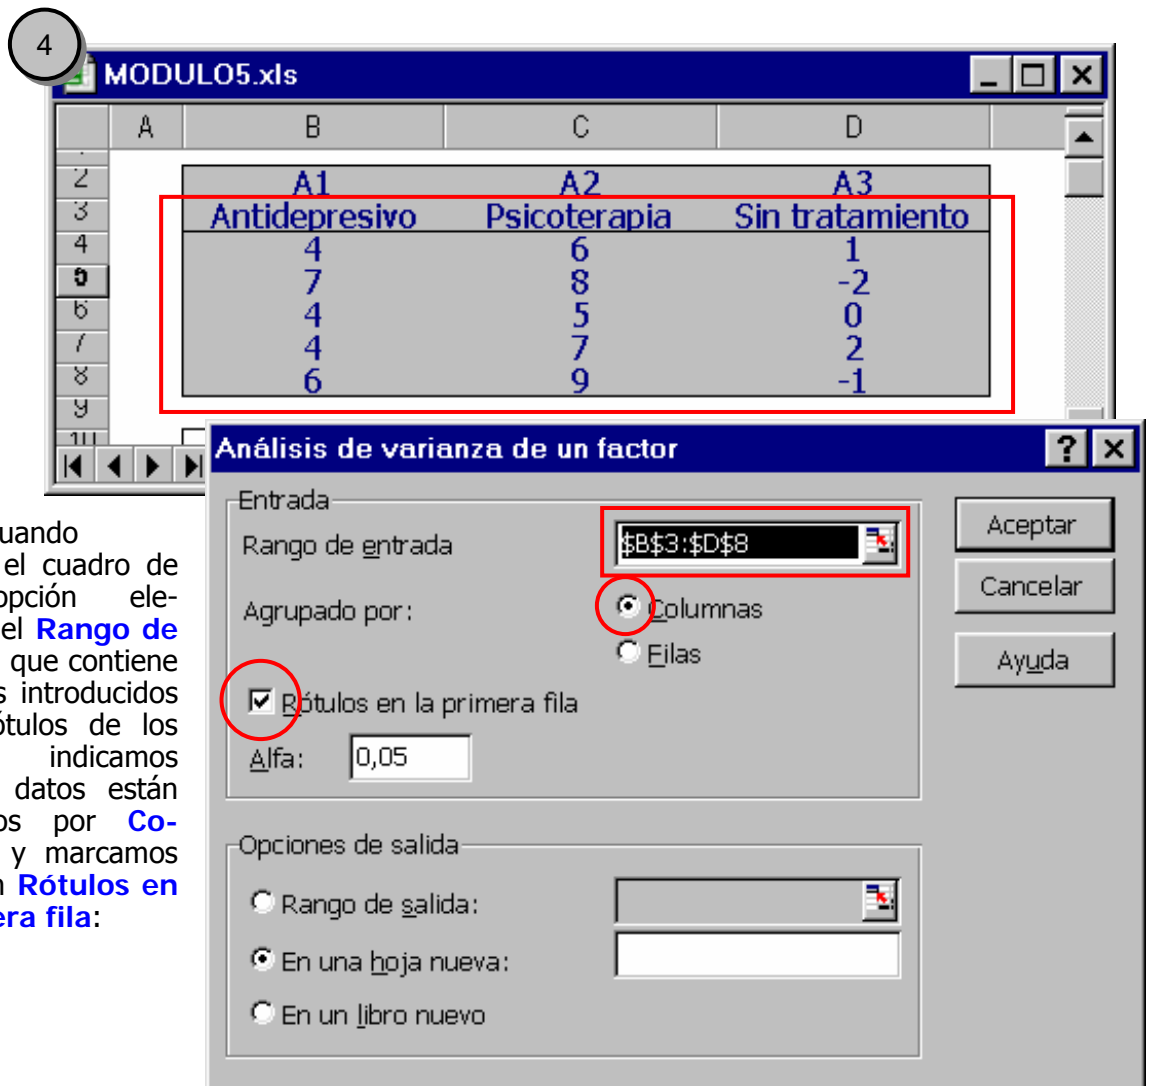 4
MODULO5.xls
A B C D
2 A1 A2 A3
3 Antidepresivo Psicoterapia Sin tratamiento
4 4 6 1
5 7 8 -2
6 4 5 0
7 4 7 2
8 6 9 -1
9
10
Análisis de varianza de un factor
Entrada
Rango de entrada $B$3:$D$8
Agrupado por: Columnas
Filas
Rótulos en la primera fila
Alfa: 0,05
Aceptar
Cancelar
Ayuda
Opciones de salida
Rango de salida:
En una hoja nueva:
En un libro nuevo
uando
el cuadro de
opción ele-
el Rango de
que contiene
s introducidos
ótulos de los
indicamos
datos están
os por Co-
y marcamos
n Rótulos en
era fila: